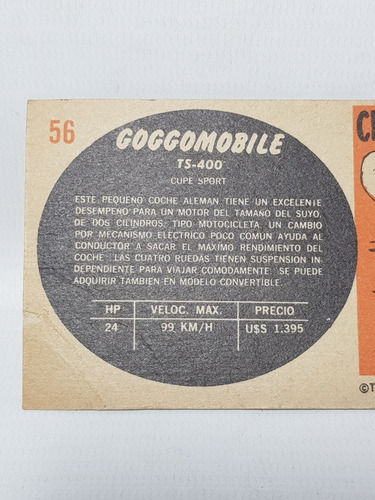 56
GOGGOMOBILE
TS-400
CUPE SPORT
ESTE PEQUEÑO COCHE ALEMAN TIENE UN EXCELENTE
DESEMPEÑO PARA UN MOTOR DEL TAMAÑO DEL SUYO,
DE DOS CILINDROS, TIPO MOTOCICLETA. UN CAMBIO
POR MECANISMO ELECTRICO POCO COMUN AYUDA AL
CONDUCTOR A SACAR EL MAXIMO RENDIMIENTO DEL
COCHE. LAS CUATRO RUEDAS TIENEN SUSPENSION IN-
DEPENDIENTE PARA VIAJAR COMODAMENTE. SE PUEDE
ADQUIRIR TAMBIEN EN MODELO CONVERTIBLE.
HP VELOC. MAX. PRECIO
24 99 KM/H U$S 1.395
©T